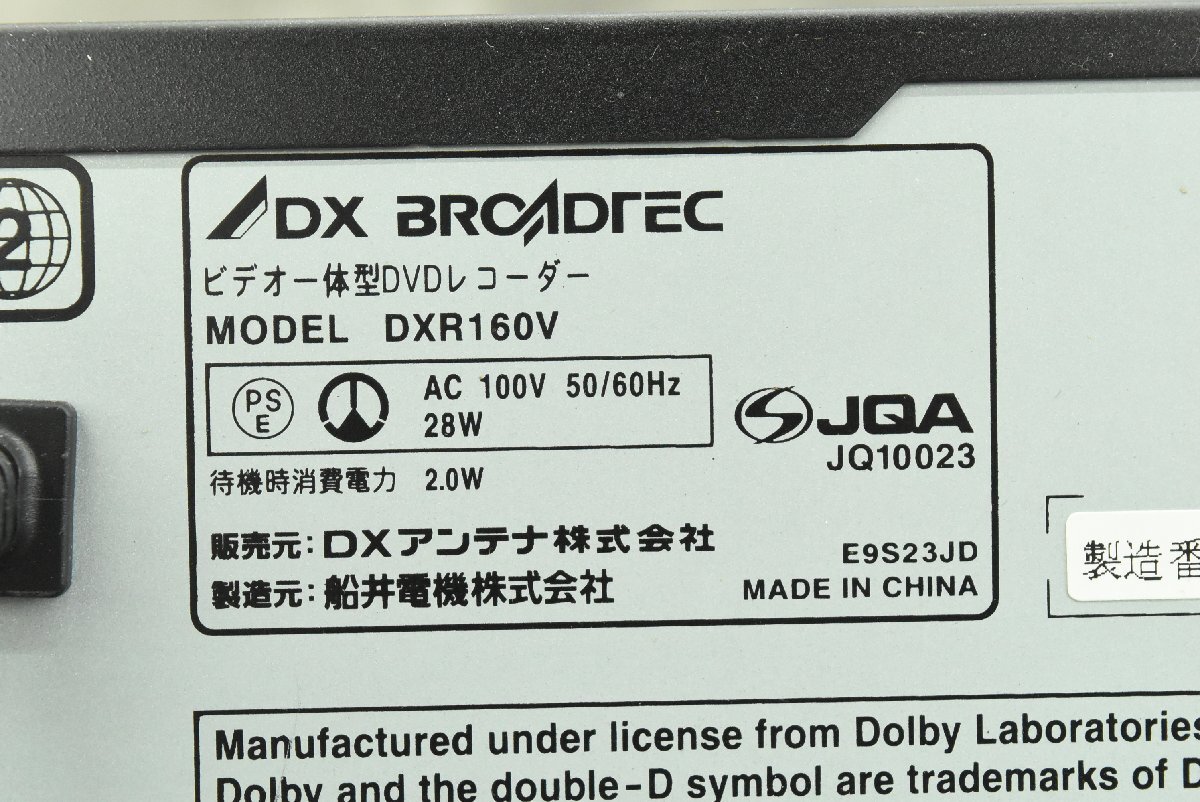 2
DX BROADTEC
ビデオ一体型DVDレコーダー
MODEL DXR160V
PS
E
AC 100V 50/60Hz
28W
JQA
JQ10023
待機時消費電力 2.0W
販売元:DXアンテナ株式会社
製造元:船井電機株式会社
E9S23JD
MADE IN CHINA
製造番
Manufactured under license from Dolby Laboratories
Dolby and the double-D symbol are trademarks of D